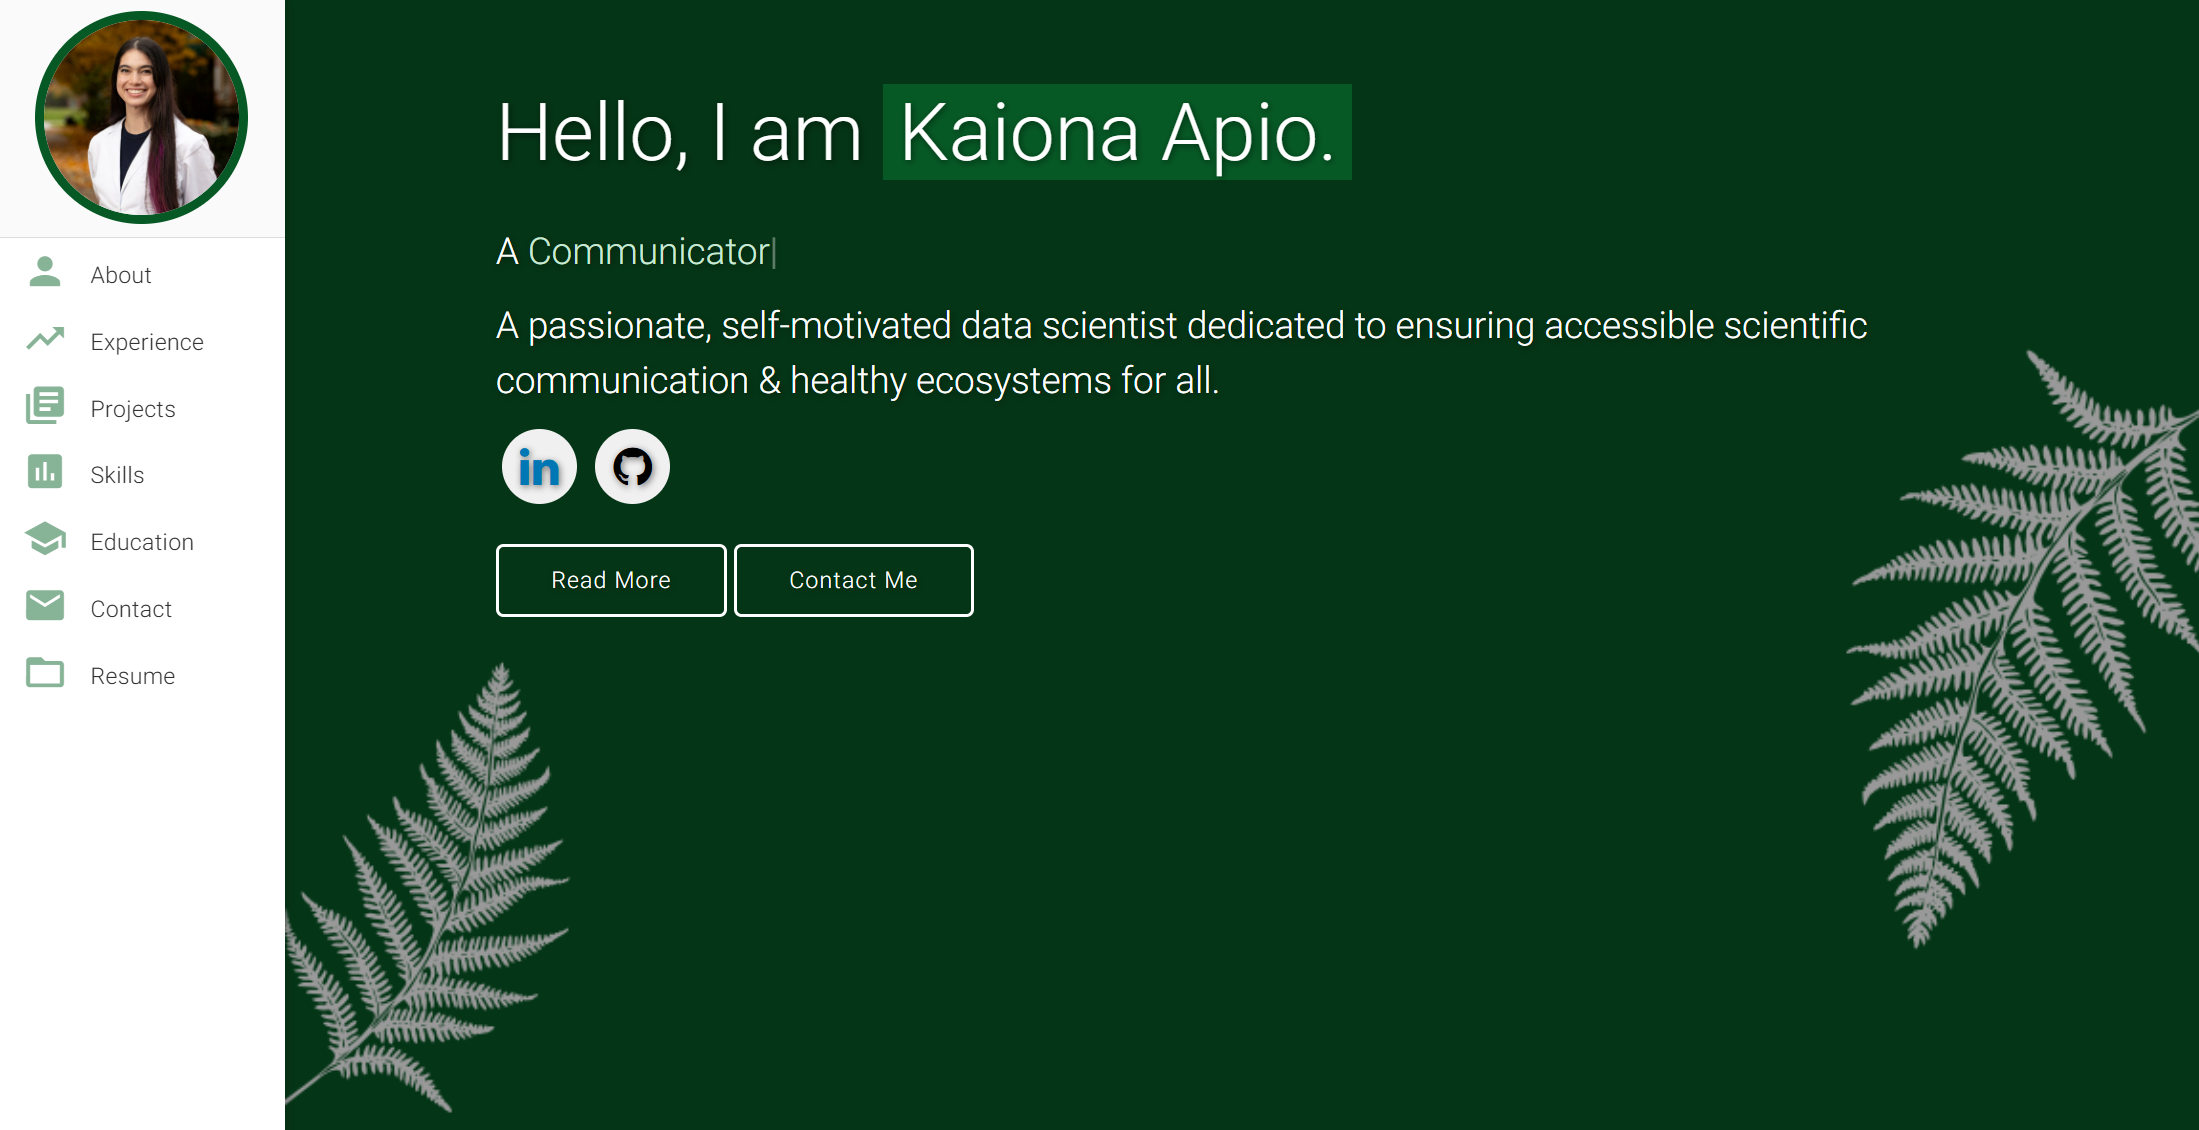 About
Experience
Projects
Skills
Education
Contact
Resume
Hello, I am Kaiona Apio.
A Communicator|
A passionate, self-motivated data scientist dedicated to ensuring accessible scientific
communication & healthy ecosystems for all.
in
Read More
Contact Me